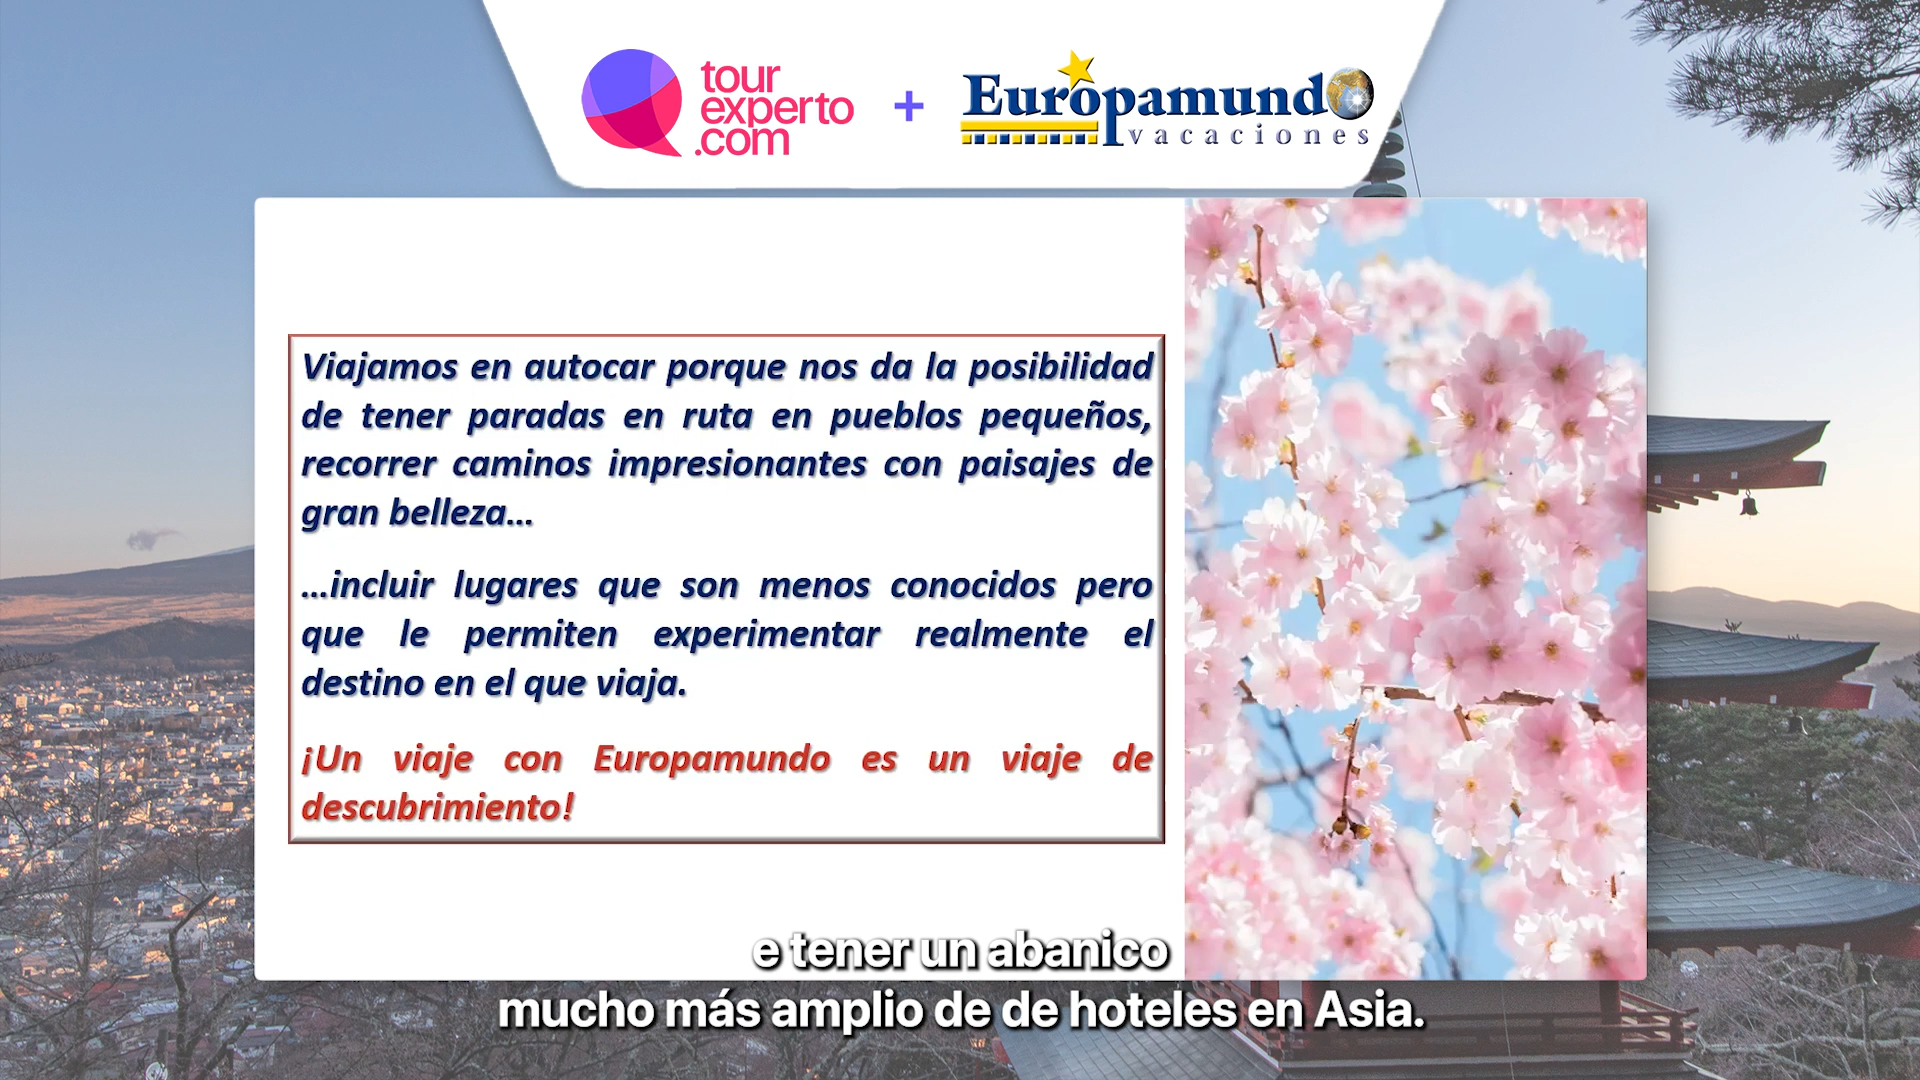 tour
experto
.com
+
Europamundo
vacaciones
Viajamos en autocar porque nos da la posibilidad
de tener paradas en ruta en pueblos pequeños,
recorrer caminos impresionantes con paisajes de
gran belleza...
...incluir lugares que son menos conocidos pero
que le permiten experimentar realmente el
destino en el que viaja.
¡Un viaje con Europamundo es un viaje de
descubrimiento!
e tener un abanico
mucho más amplio de de hoteles en Asia.